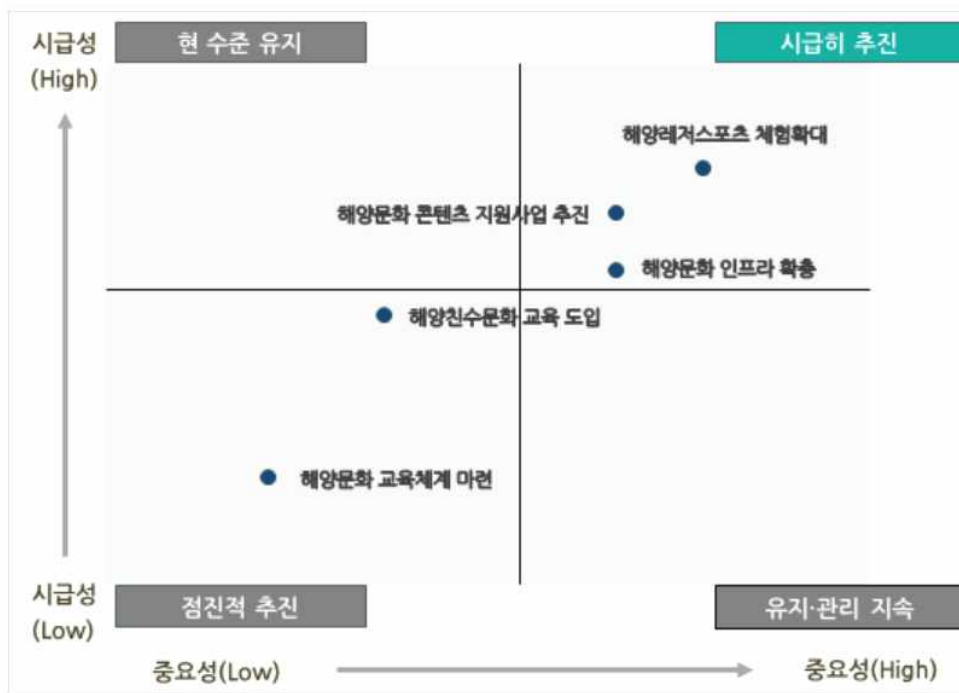 시급성
(High)
현 수준 유지
시급히 추진
해양레저스포츠 체험확대
해양문화 콘텐츠 지원사업 추진
해양문화 인프라 확충
해양친수문화 교육 도입
해양문화 교육체계 마련
시급성
(Low)
점진적 추진
유지·관리 지속
중요성(Low)
중요성(High)